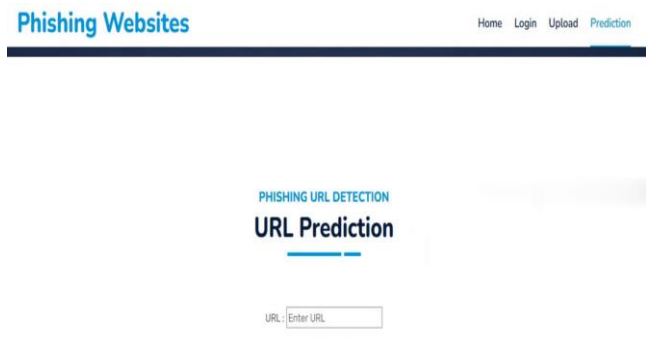 Phishing Websites
Home Login Upload Prediction
PHISHING URL DETECTION
URL Prediction
URL : Enter URL